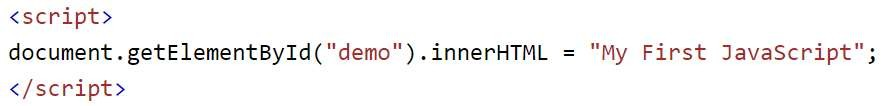 <script>
document.getElementById("demo").innerHTML = "My First JavaScript";
</script>